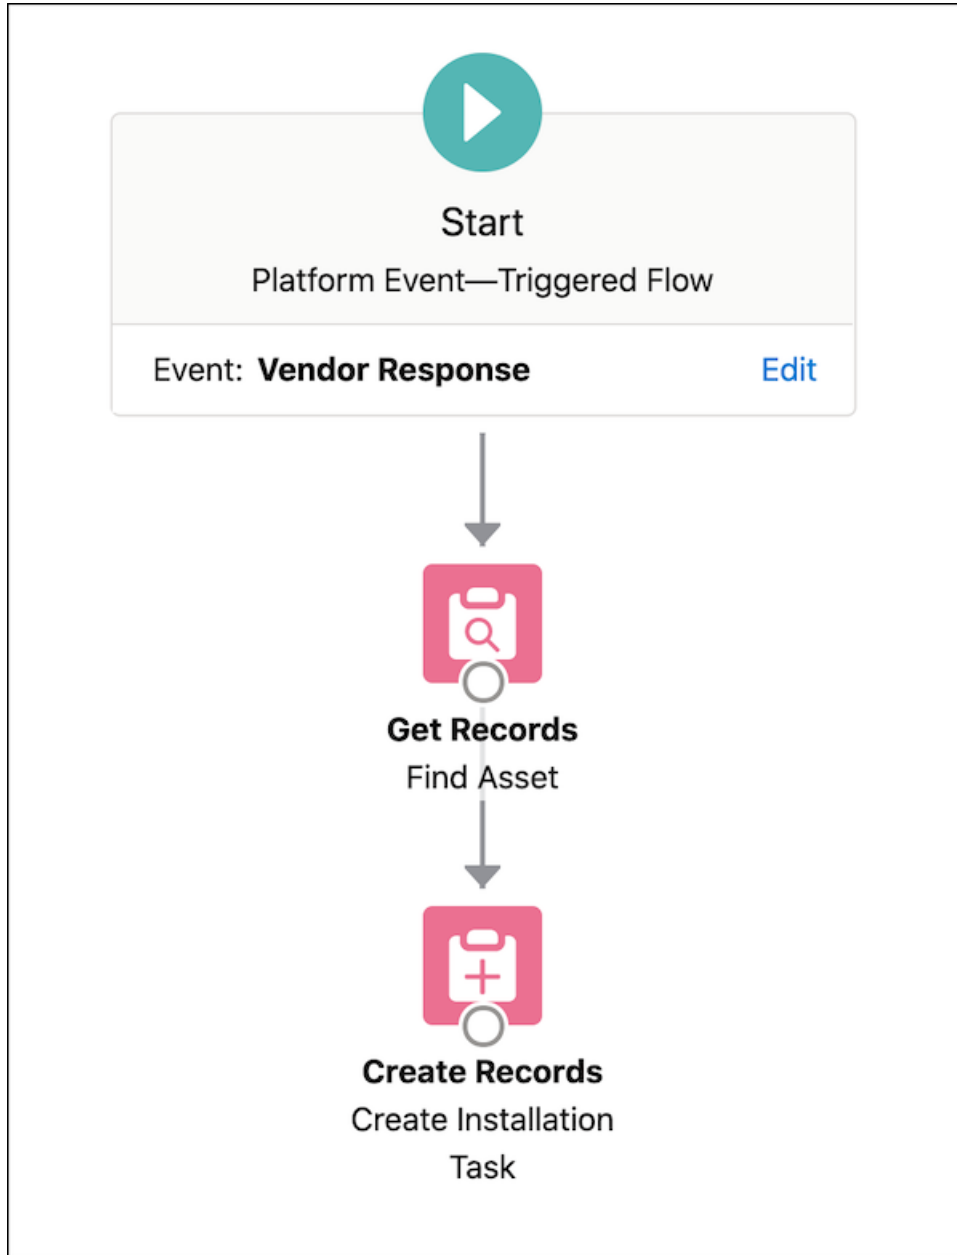 Start
Platform Event—Triggered Flow
Event: Vendor Response Edit
Get Records
Find Asset
Create Records
Create Installation
Task